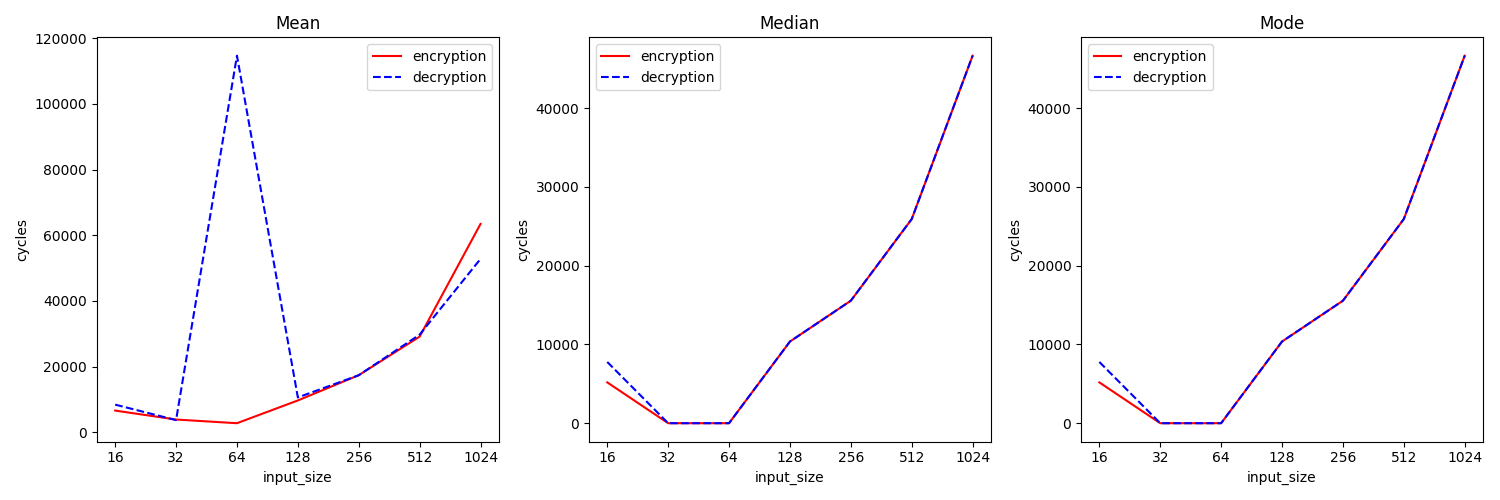 Mean
120000
100000
80000
60000
40000
20000
0
cycles
encryption
decryption
16 32 64 128 256 512 1024
input_size
Median
40000
30000
20000
10000
0
cycles
encryption
decryption
16 32 64 128 256 512 1024
input_size
Mode
40000
30000
20000
10000
0
cycles
encryption
decryption
16 32 64 128 256 512 1024
input_size